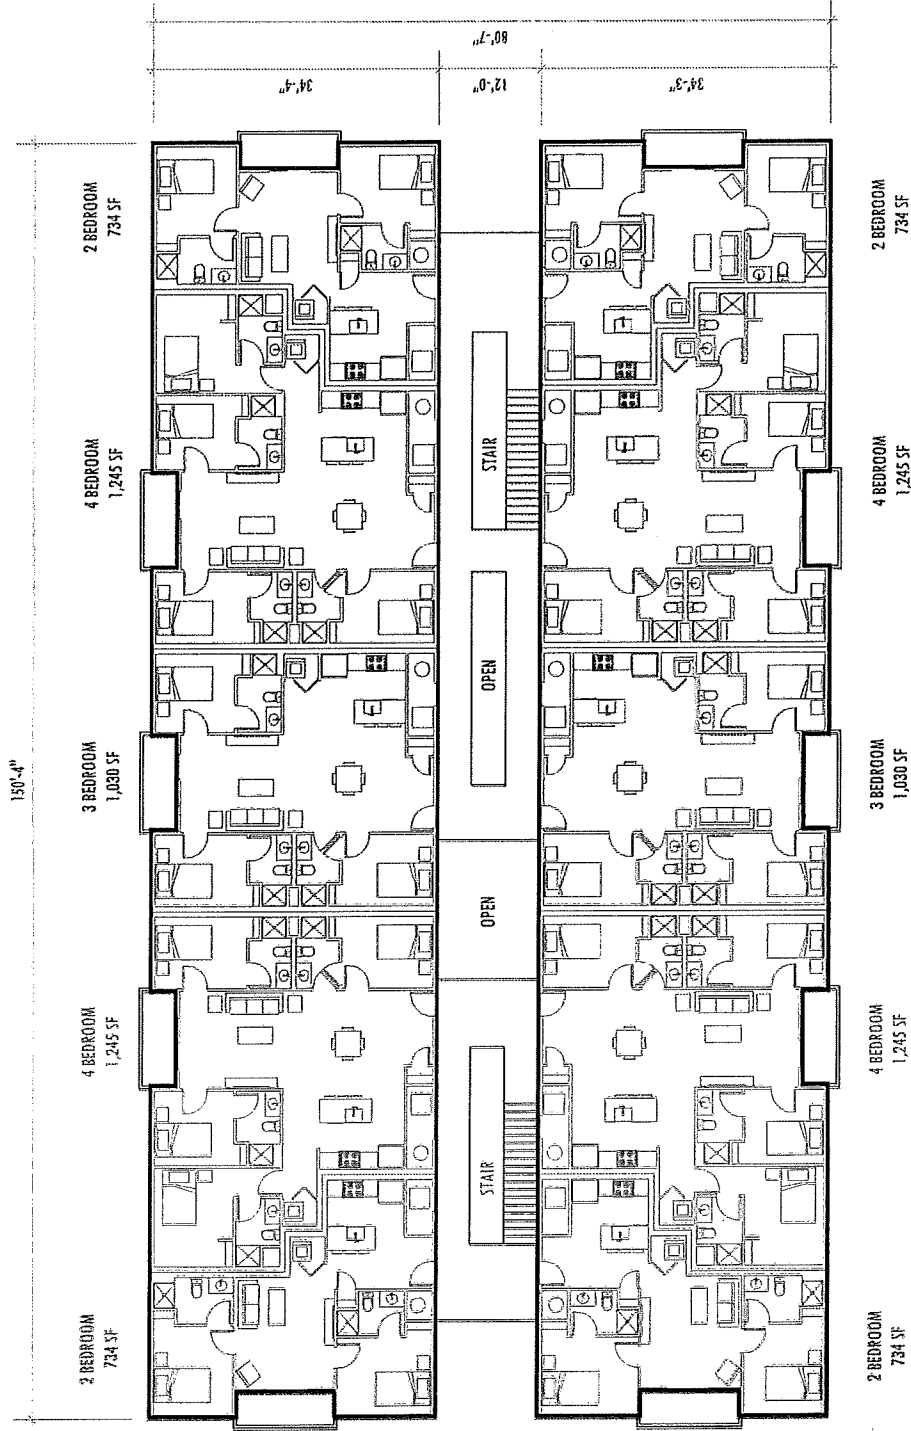 150'-4"
2 BEDROOM
734 SF
4 BEDROOM
1,245 SF
3 BEDROOM
1,030 SF
4 BEDROOM
1,245 SF
2 BEDROOM
734 SF
34'-4"
80'-7"
STAIR
OPEN
OPEN
STAIR
12'-0"
34'-3"
2 BEDROOM
734 SF
4 BEDROOM
1,245 SF
3 BEDROOM
1,030 SF
4 BEDROOM
1,245 SF
2 BEDROOM
734 SF